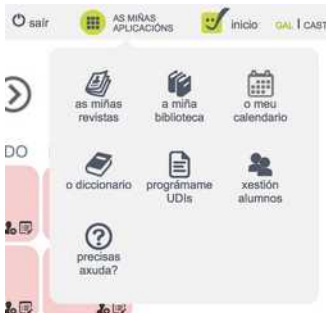 sair
AS MIÑAS
APLICACIÓNS
inicio
GAL | CAST
as miñas
revistas
a miña
biblioteca
o meu
calendario
DO
o diccionario
prográmame
UDIs
xestión
alumnos
precisas
axuda?